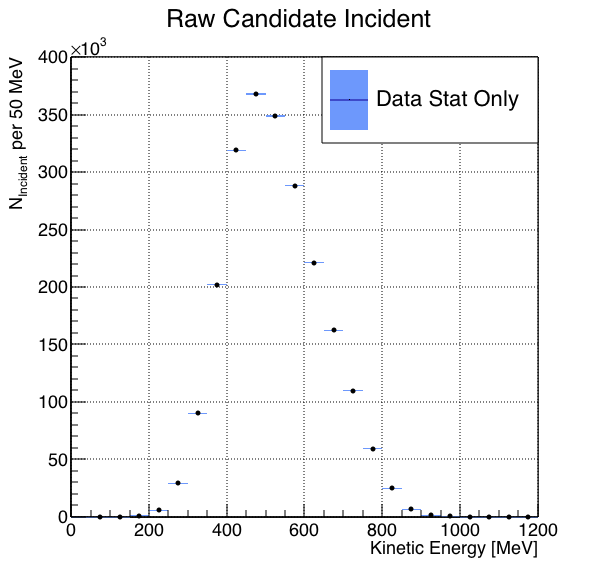 Raw Candidate Incident
×10³
N_Incident per 50 MeV
400
350
300
250
200
150
100
50
0
Data Stat Only
0 200 400 600 800 1000 1200
Kinetic Energy [MeV]